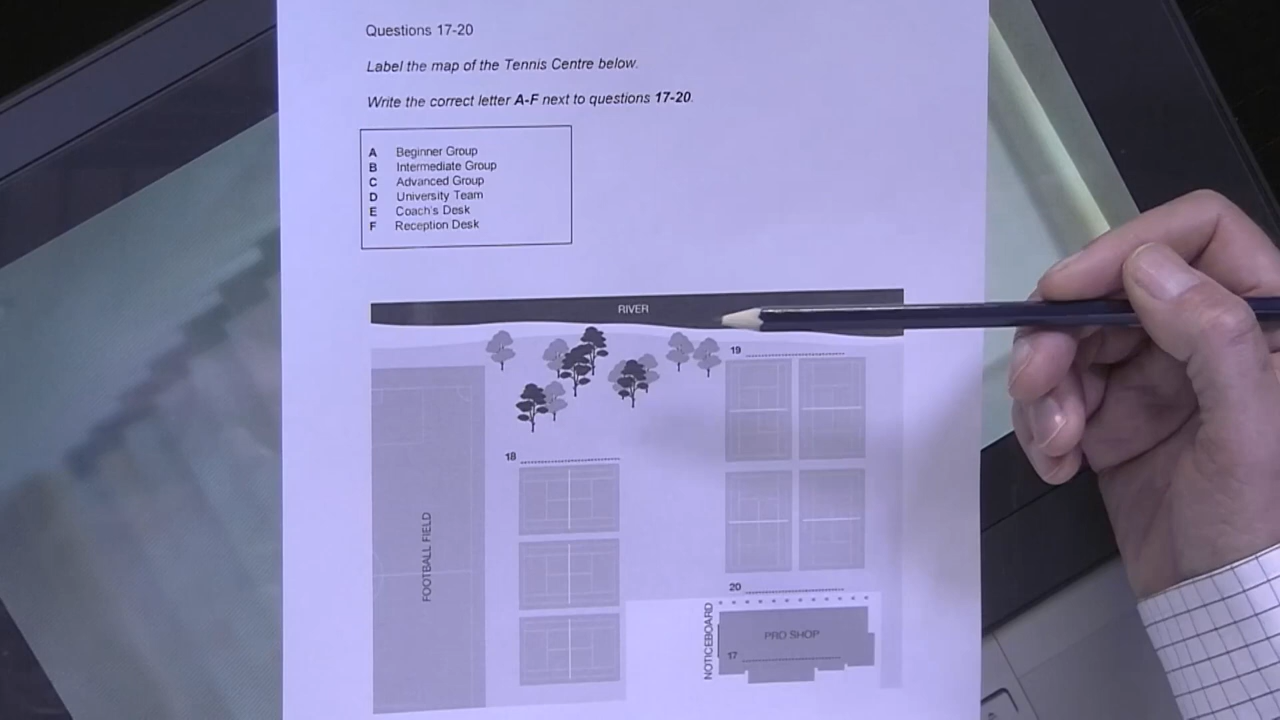 Questions 17-20
Label the map of the Tennis Centre below.
Write the correct letter A-F next to questions 17-20.
A Beginner Group
B Intermediate Group
C Advanced Group
D University Team
E Coach's Desk
F Reception Desk
RIVER
19 ....................
18 ....................
FOOTBALL FIELD
20 ....................
NOTICEBOARD
PRO SHOP
17 ....................